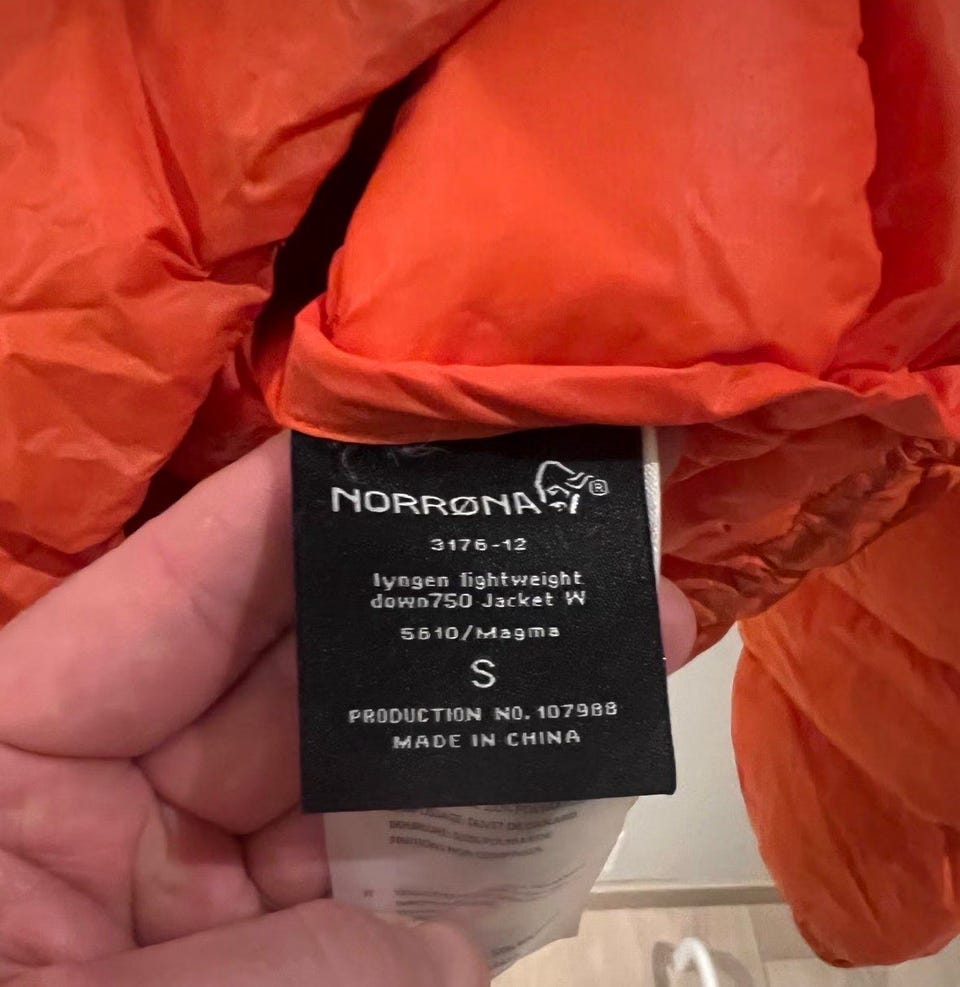 NORRØNA®
3176-12
lyngen lightweight
down750 Jacket W
5610/Magma
S
PRODUCTION NO. 107988
MADE IN CHINA